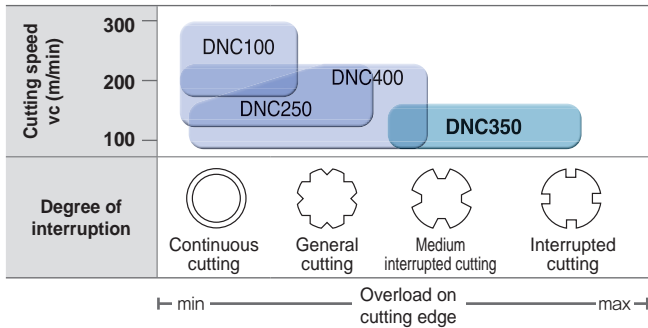 Cutting speed
vc (m/min)
300
200
100
DNC100
DNC400
DNC250
DNC350
Degree of
interruption
Continuous
cutting
General
cutting
Medium
interrupted cutting
Interrupted
cutting
min
Overload on
cutting edge
max